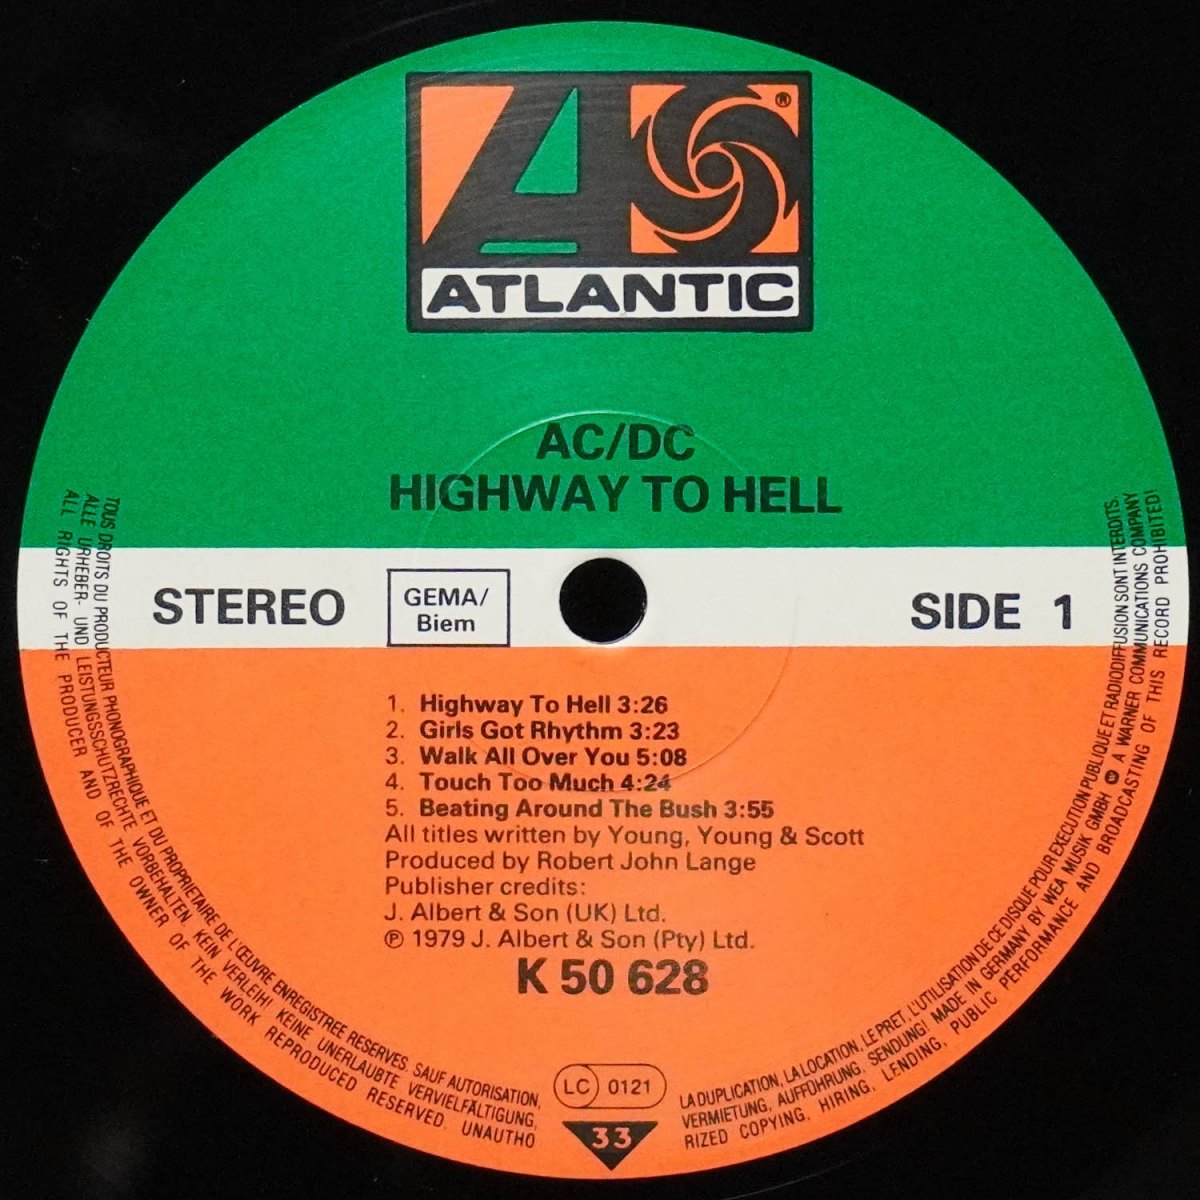 ®
ATLANTIC
AC/DC
HIGHWAY TO HELL
STEREO
GEMA/
Biem
SIDE 1
1. Highway To Hell 3:26
2. Girls Got Rhythm 3:23
3. Walk All Over You 5:08
4. Touch Too Much 4:24
5. Beating Around The Bush 3:55
All titles written by Young, Young & Scott
Produced by Robert John Lange
Publisher credits:
J. Albert & Son (UK) Ltd.
℗ 1979 J. Albert & Son (Pty) Ltd.
K 50 628
LC 0121
33
TOUS DROITS DU PRODUCTEUR PHONOGRAPHIQUE ET DU PROPRIETAIRE DE L'ŒUVRE ENREGISTREE RESERVES. SAUF AUTORISATION, LA DUPLICATION, LA LOCATION, LE PRET, L'UTILISATION DE CE DISQUE POUR EXECUTION PUBLIQUE ET RADIODIFFUSION SONT INTERDITS.
ALLE URHEBER- UND LEISTUNGSSCHUTZRECHTE VORBEHALTEN. KEIN VERLEIH! KEINE UNERLAUBTE VERVIELFÄLTIGUNG, VERMIETUNG, AUFFÜHRUNG, SENDUNG! MADE IN GERMANY BY WEA MUSIK GMBH A WARNER COMMUNICATIONS COMPANY
ALL RIGHTS OF THE PRODUCER AND OF THE OWNER OF THE WORK REPRODUCED RESERVED. UNAUTHORIZED COPYING, HIRING, LENDING, PUBLIC PERFORMANCE AND BROADCASTING OF THIS RECORD PROHIBITED!